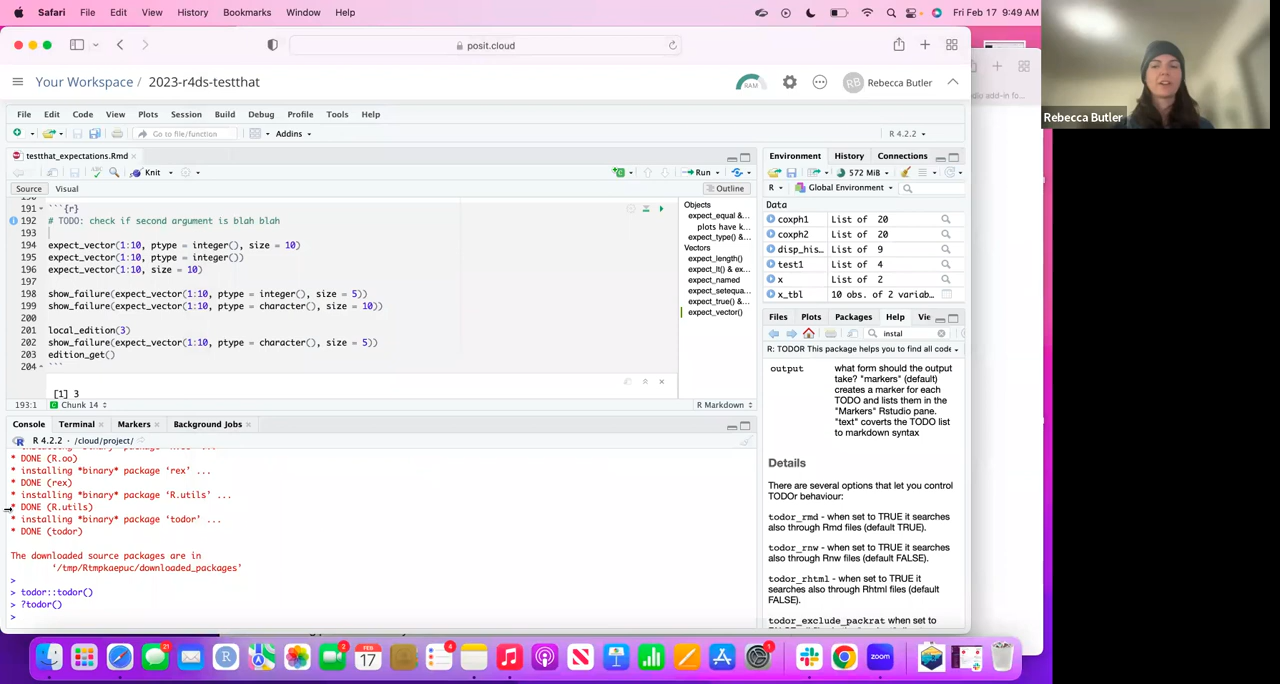 Safari File Edit View History Bookmarks Window Help Fri Feb 17 9:49 AM
posit.cloud
Your Workspace / 2023-r4ds-testthat
RAM
RB Rebecca Butler
Rebecca Butler
File Edit Code View Plots Session Build Debug Profile Tools Help
Go to file/function Addins R 4.2.2
testthat_expectations.Rmd
Knit Run
Source Visual Outline
191 ```{r}
192 # TODO: check if second argument is blah blah
193
194 expect_vector(1:10, ptype = integer(), size = 10)
195 expect_vector(1:10, ptype = integer())
196 expect_vector(1:10, size = 10)
197
198 show_failure(expect_vector(1:10, ptype = integer(), size = 5))
199 show_failure(expect_vector(1:10, ptype = character(), size = 10))
200
201 local_edition(3)
202 show_failure(expect_vector(1:10, ptype = character(), size = 5))
203 edition_get()
204 ```
[1] 3
193:1 Chunk 14 R Markdown
Objects
expect_equal &...
plots have k...
expect_type() &...
Vectors
expect_length()
expect_lt() & ex...
expect_named
expect_setequa...
expect_true() &...
expect_vector()
Console Terminal Markers Background Jobs
R 4.2.2 · /cloud/project/
* DONE (R.oo)
* installing *binary* package ‘rex’ ...
* DONE (rex)
* installing *binary* package ‘R.utils’ ...
* DONE (R.utils)
* installing *binary* package ‘todor’ ...
* DONE (todor)
The downloaded source packages are in
‘/tmp/Rtmpkaepuc/downloaded_packages’
>
> todor::todor()
> ?todor()
>
Environment History Connections
572 MiB
R Global Environment
Data
coxph1 List of 20
coxph2 List of 20
disp_his... List of 9
test1 List of 4
x List of 2
x_tbl 10 obs. of 2 variab...
Files Plots Packages Help Vie
instal
R: TODOR This package helps you to find all code
output what form should the output
take? "markers" (default)
creates a marker for each
TODO and lists them in the
"Markers" Rstudio pane.
"text" coverts the TODO list
to markdown syntax
Details
There are several options that let you control
TODOr behaviour:
todor_rmd - when set to TRUE it searches
also through Rmd files (default TRUE).
todor_rnw - when set to TRUE it searches
also through Rnw files (default FALSE).
todor_rhtml - when set to TRUE it
searches also through Rhtml files (default
FALSE).
todor_exclude_packrat when set to
21
2
FEB
17
4
1
zoom